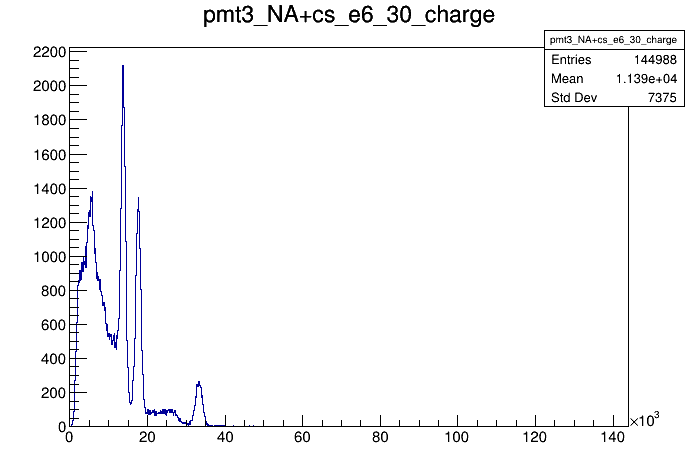 pmt3_NA+cs_e6_30_charge
pmt3_NA+cs_e6_30_charge
Entries 144988
Mean 1.139e+04
Std Dev 7375
2200
2000
1800
1600
1400
1200
1000
800
600
400
200
0
0 20 40 60 80 100 120 140
×10³